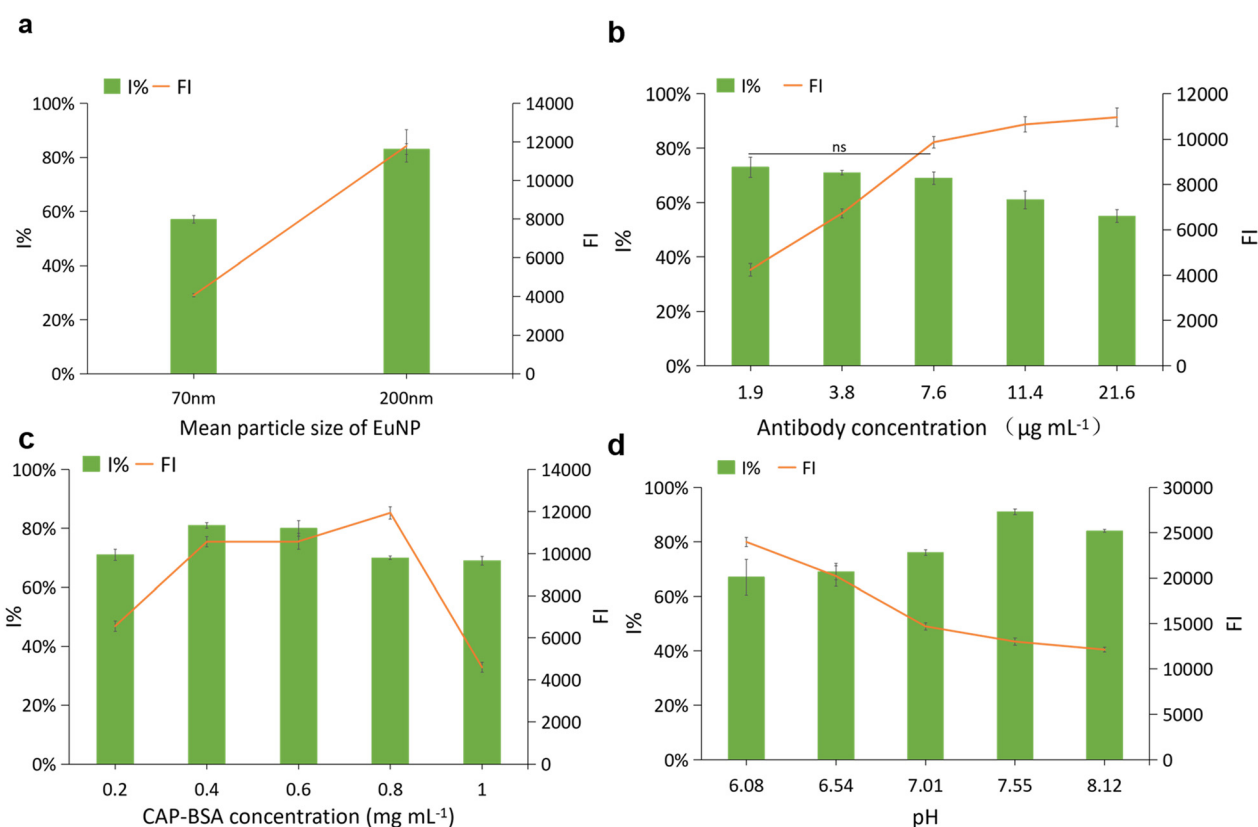 a
I% FI
100%
80%
60%
40%
20%
0%
I%
14000
12000
10000
8000
6000
4000
2000
0
FI
70nm 200nm
Mean particle size of EuNP
b
I% FI
100%
80%
60%
40%
20%
0%
I%
ns
12000
10000
8000
6000
4000
2000
0
FI
1.9 3.8 7.6 11.4 21.6
Antibody concentration （μg mL-1）
c
I% FI
100%
80%
60%
40%
20%
0%
I%
14000
12000
10000
8000
6000
4000
2000
0
FI
0.2 0.4 0.6 0.8 1
CAP-BSA concentration (mg mL-1)
d
I% FI
100%
80%
60%
40%
20%
0%
I%
30000
25000
20000
15000
10000
5000
0
FI
6.08 6.54 7.01 7.55 8.12
pH